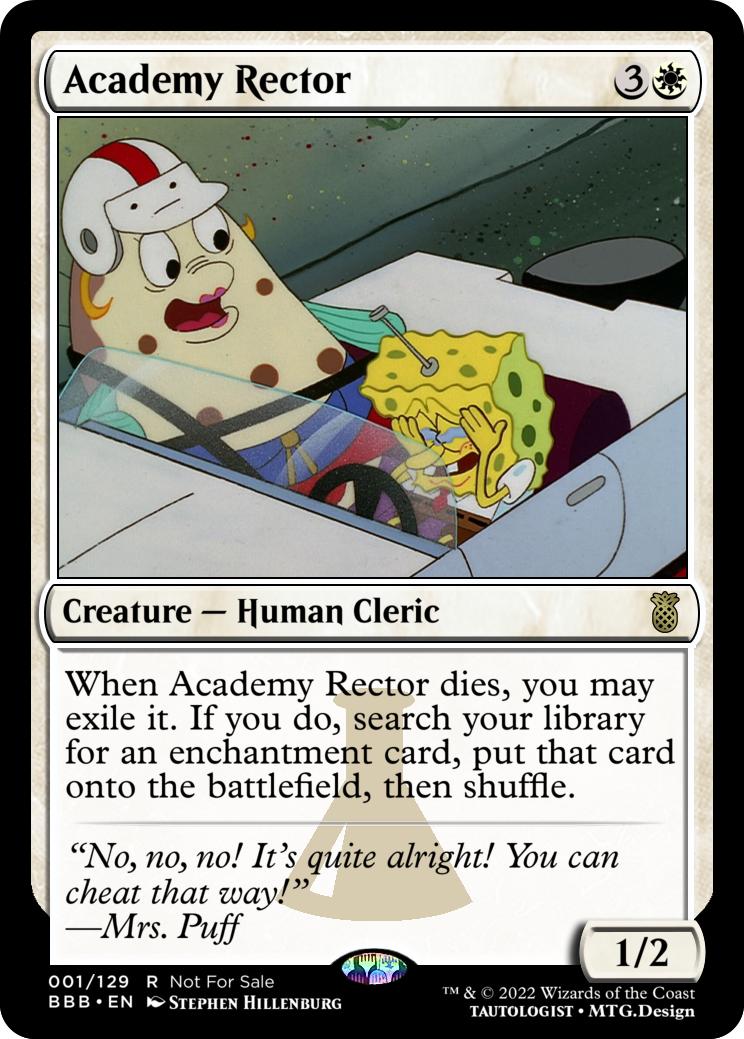 Academy Rector 3
Creature — Human Cleric
When Academy Rector dies, you may
exile it. If you do, search your library
for an enchantment card, put that card
onto the battlefield, then shuffle.
“No, no, no! It’s quite alright! You can
cheat that way!”
—Mrs. Puff
1/2
001/129 R Not For Sale
BBB • EN Stephen Hillenburg
™ & © 2022 Wizards of the Coast
TAUTOLOGIST • MTG.Design